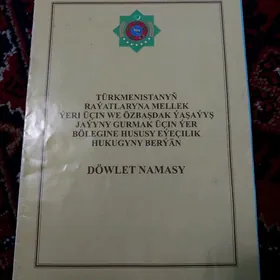 TÜRKMENISTANYŇ
RAÝATLARYNA MELLEK
ÝERI ÜÇIN WE ÖZBAŞDAK ÝAŞAÝYŞ
JAÝYNY GURMAK ÜÇIN ÝER
BÖLEGINE HUSUSY EÝEÇILIK
HUKUGYNY BERÝÄN
DÖWLET NAMASY